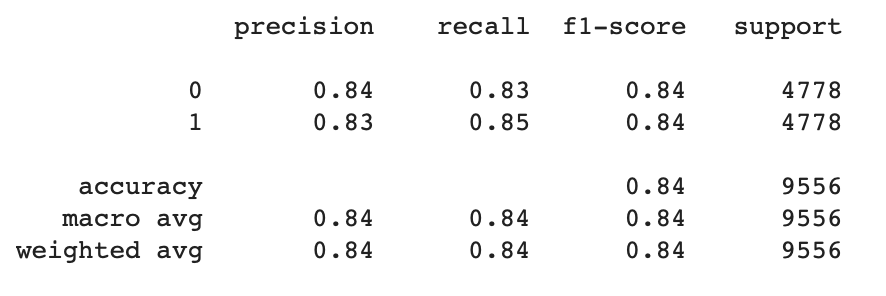 precision recall f1-score support
0 0.84 0.83 0.84 4778
1 0.83 0.85 0.84 4778
accuracy 0.84 9556
macro avg 0.84 0.84 0.84 9556
weighted avg 0.84 0.84 0.84 9556